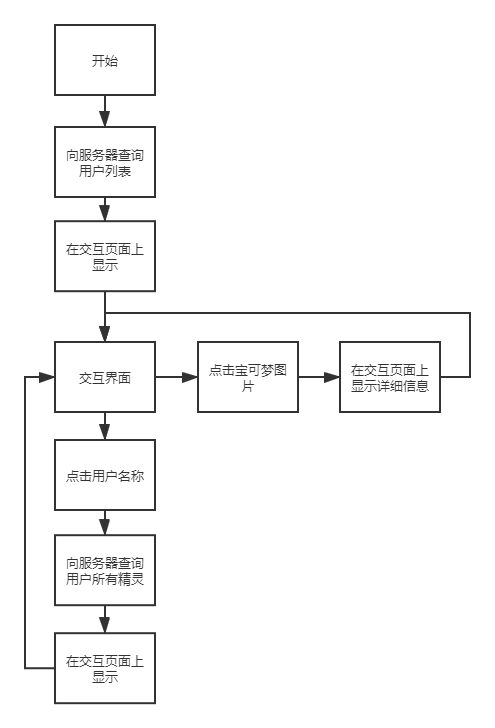 开始
向服务器查询
用户列表
在交互页面上
显示
交互界面
点击宝可梦图
片
在交互页面上
显示详细信息
点击用户名称
向服务器查询
用户所有精灵
在交互页面上
显示